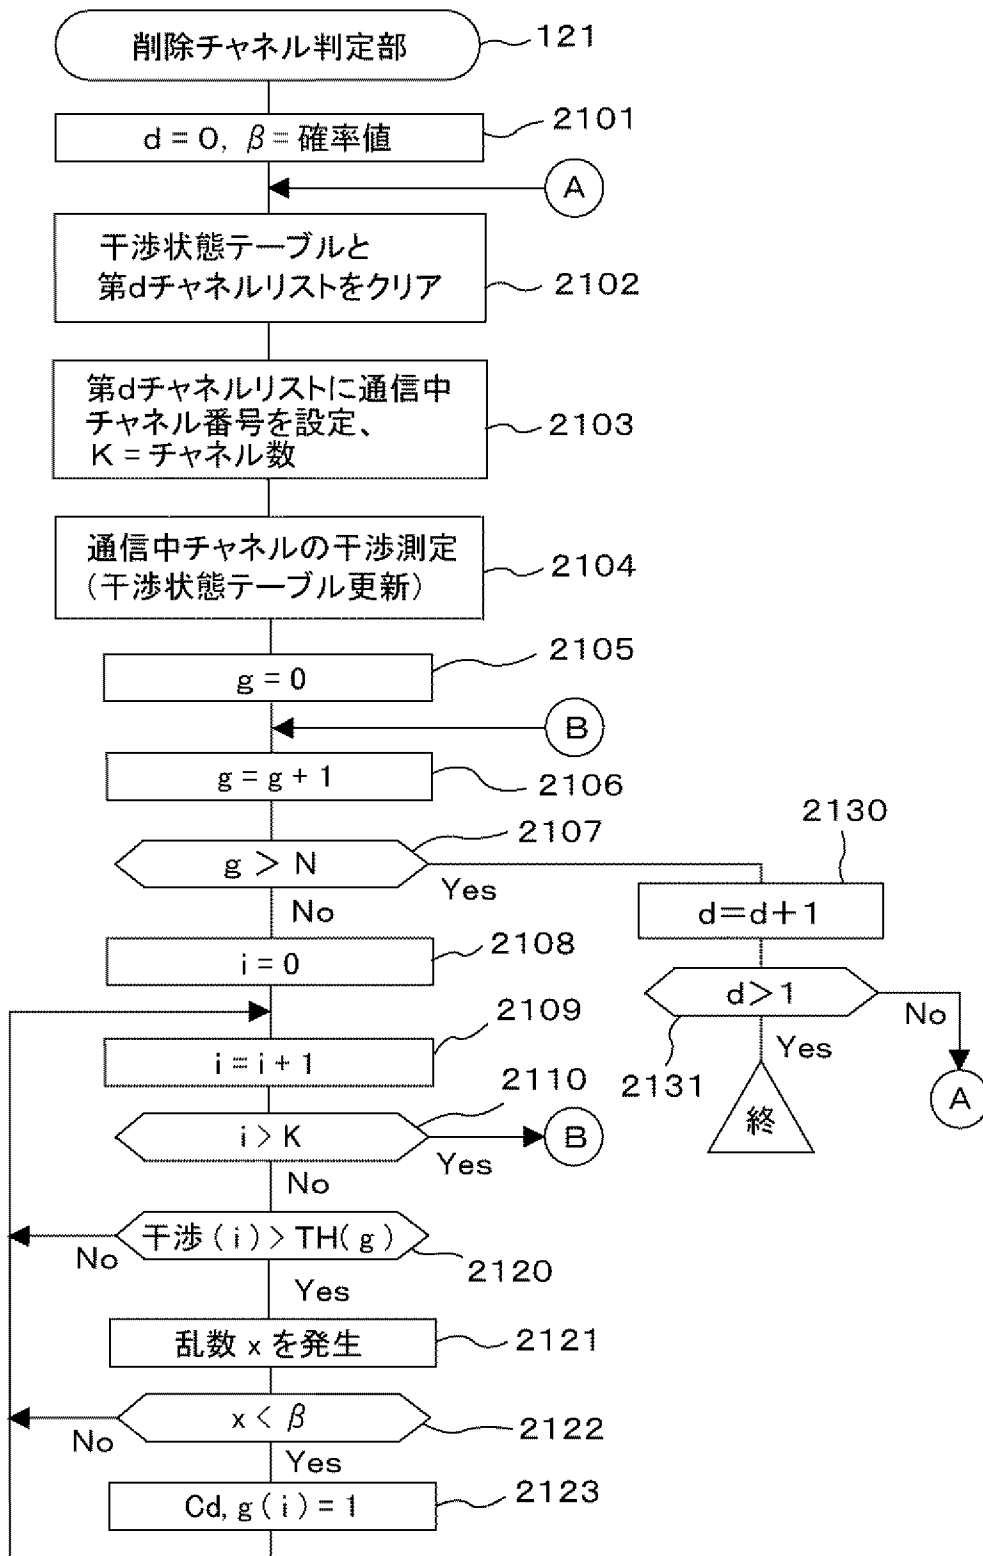 削除チャネル判定部
121
d = 0, β = 確率値
2101
A
干渉状態テーブルと
第dチャネルリストをクリア
2102
第dチャネルリストに通信中
チャネル番号を設定、
K = チャネル数
2103
通信中チャネルの干渉測定
(干渉状態テーブル更新)
2104
g = 0
2105
B
g = g + 1
2106
g > N
2107
Yes
No
2130
d=d+1
i = 0
2108
d>1
2131
No
Yes
A
終
i = i + 1
2109
i > K
2110
Yes
B
No
干渉 ( i ) > TH( g )
2120
No
Yes
乱数 x を発生
2121
x < β
2122
No
Yes
Cd, g ( i ) = 1
2123